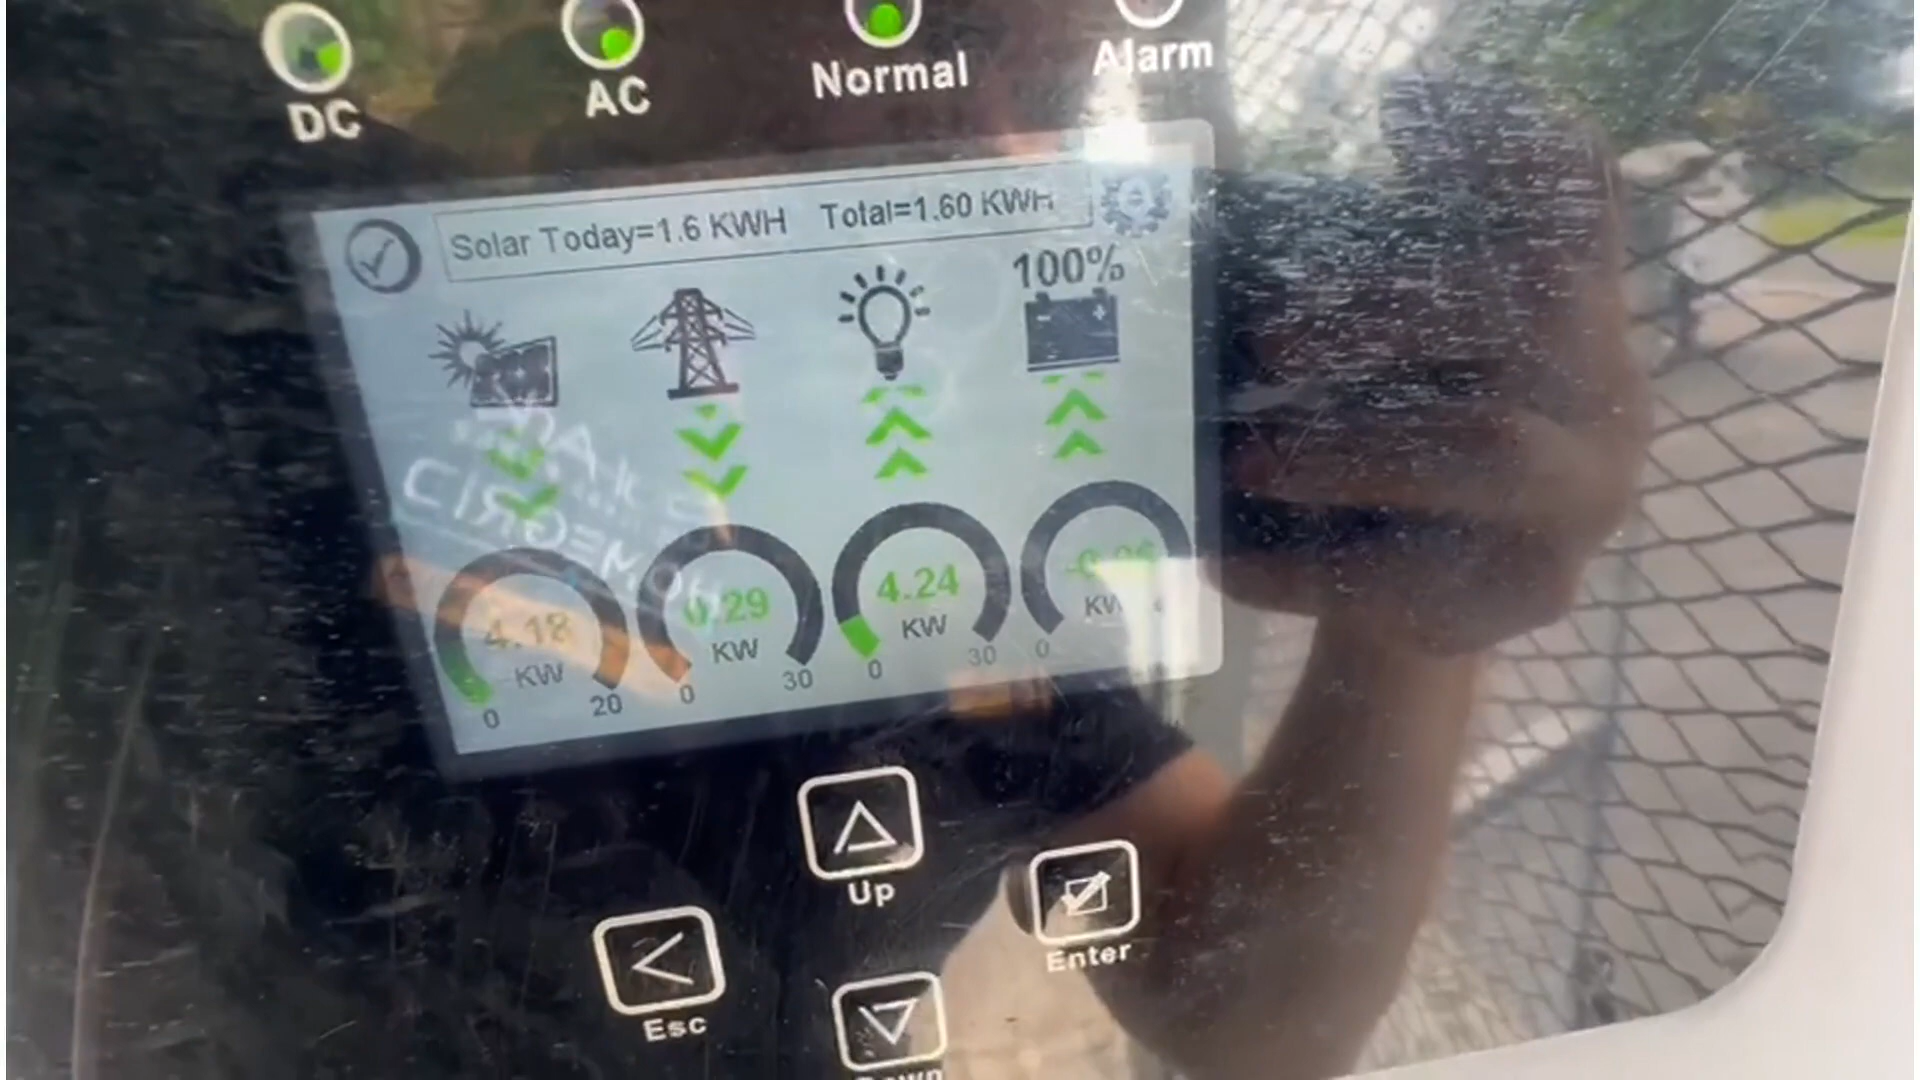 DC AC Normal Alarm
Solar Today=1.6 KWH Total=1.60 KWH
100%
4.18 0.29 4.24
KW KW KW
0 20 0 30 0 30 0
Up
Enter
Esc
Down